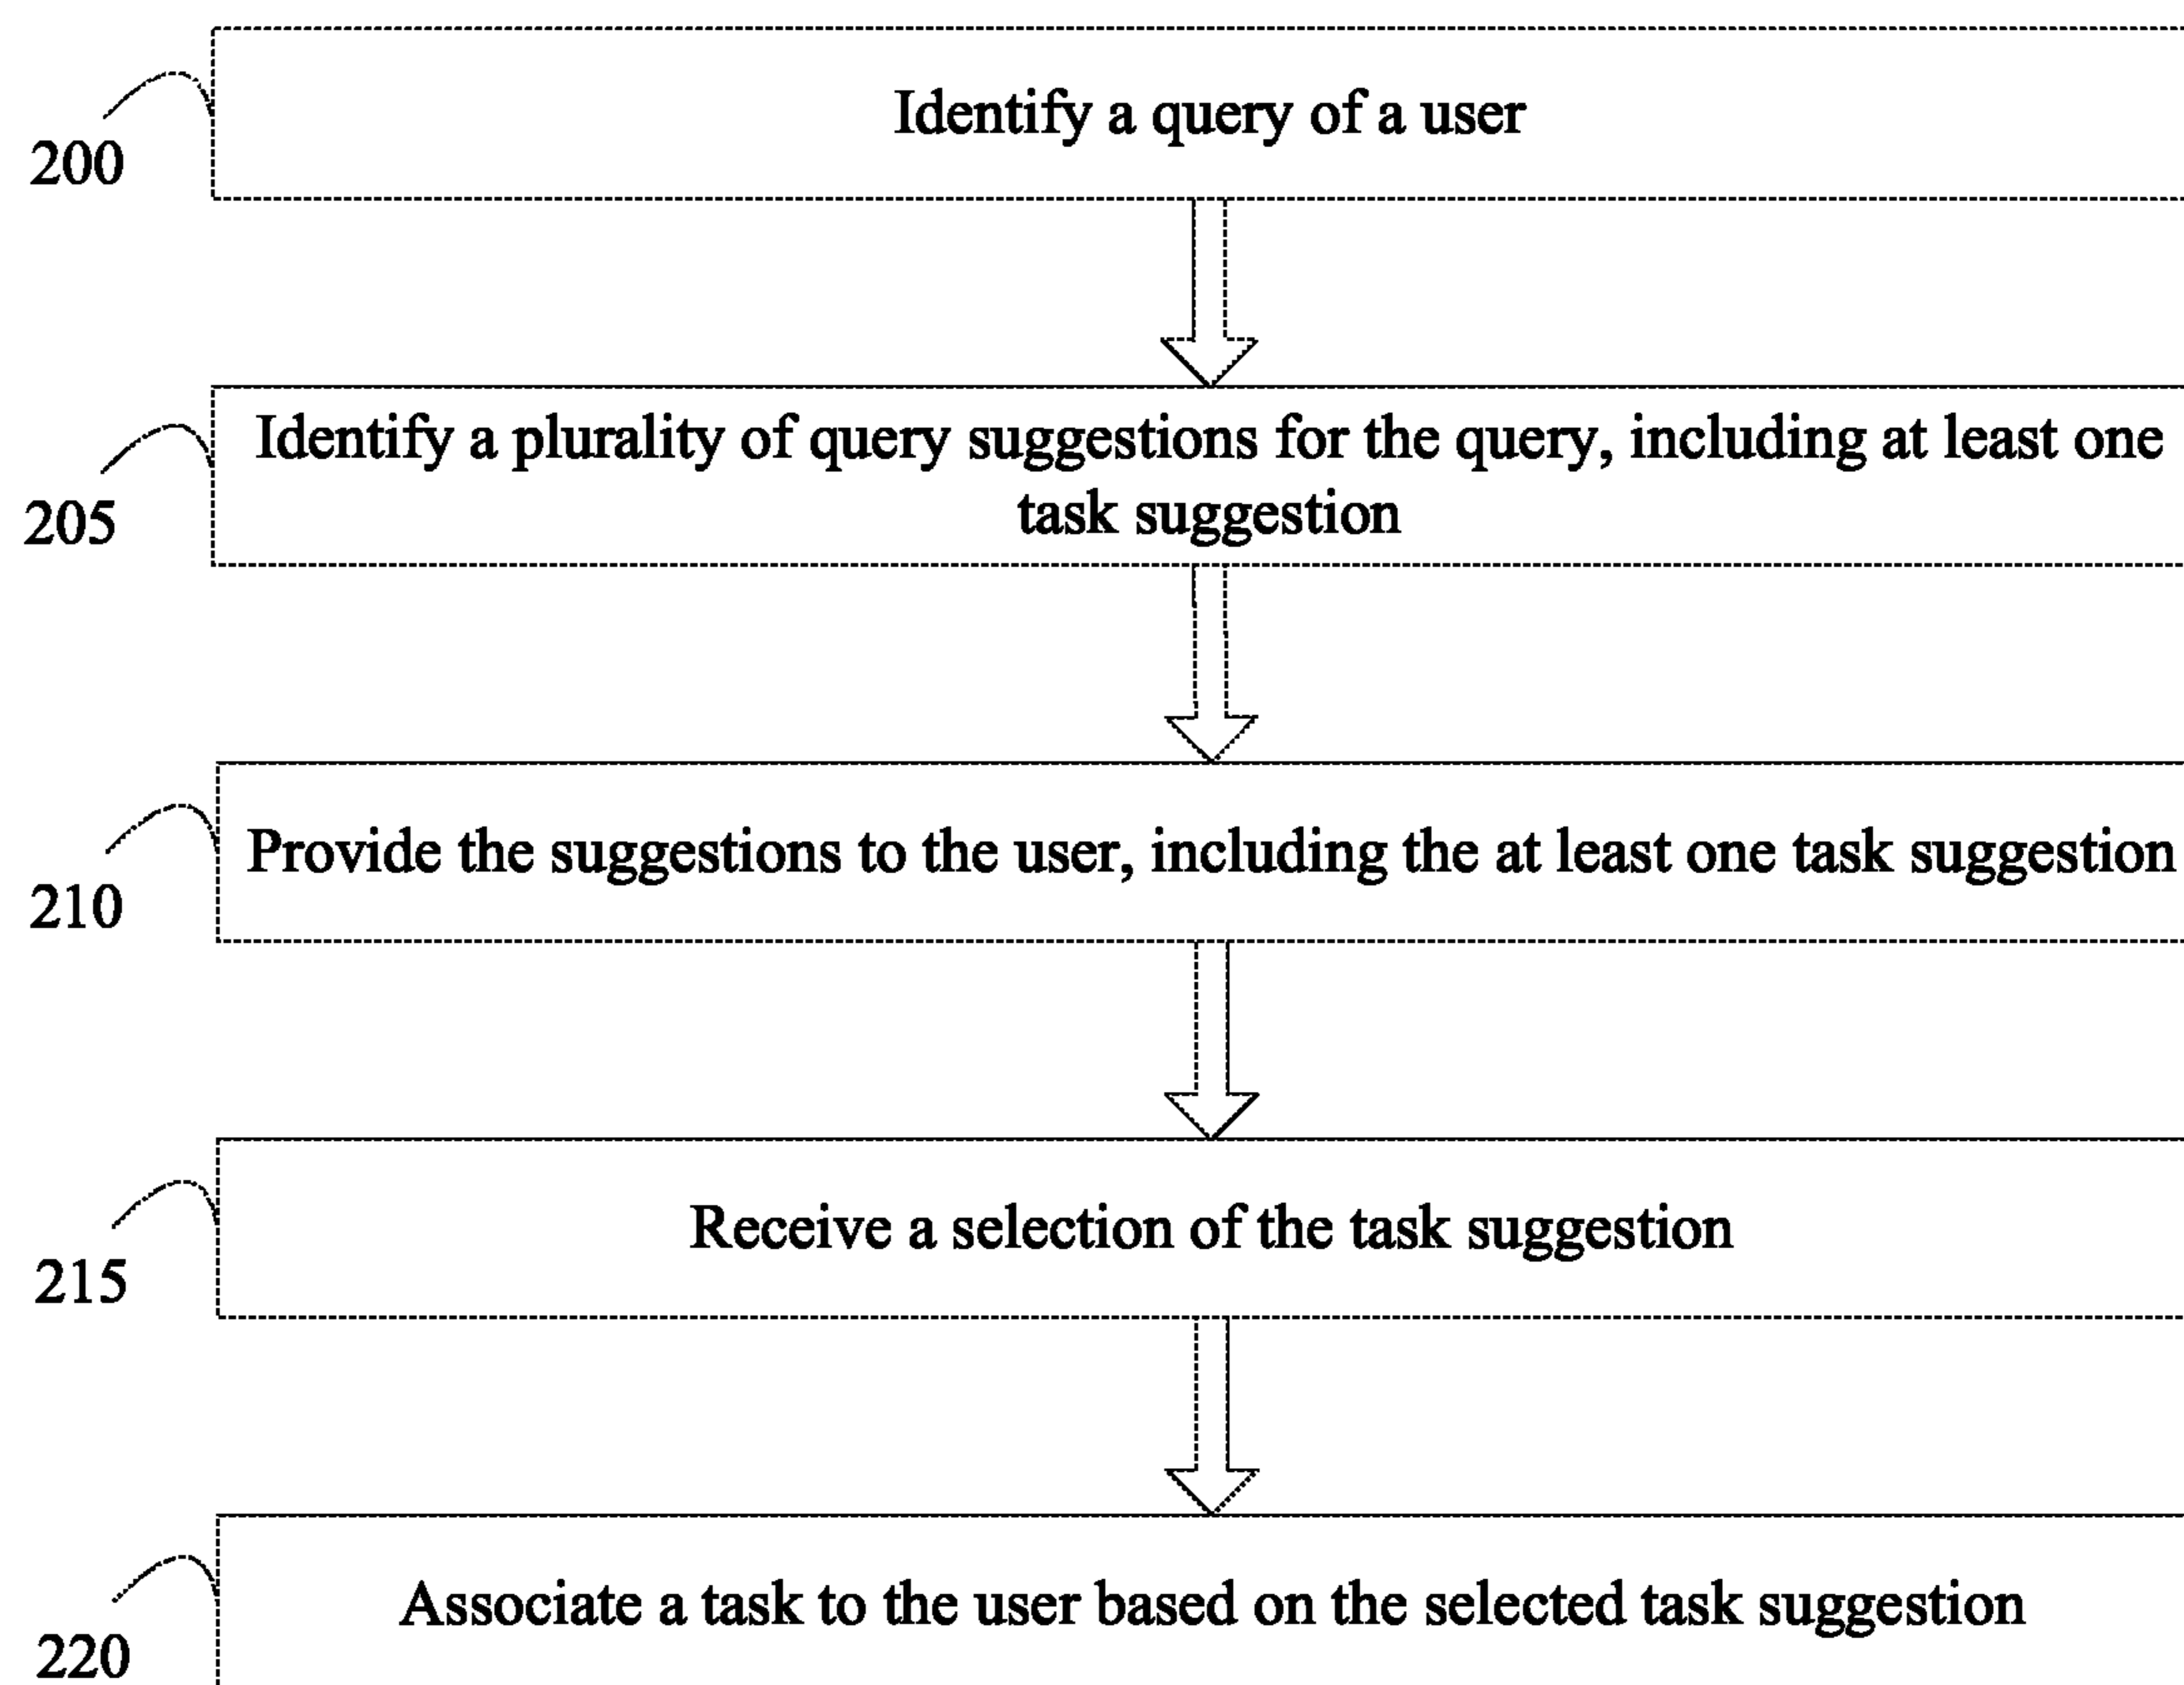 Identify a query of a user
200
Identify a plurality of query suggestions for the query, including at least one
task suggestion
205
Provide the suggestions to the user, including the at least one task suggestion
210
Receive a selection of the task suggestion
215
Associate a task to the user based on the selected task suggestion
220